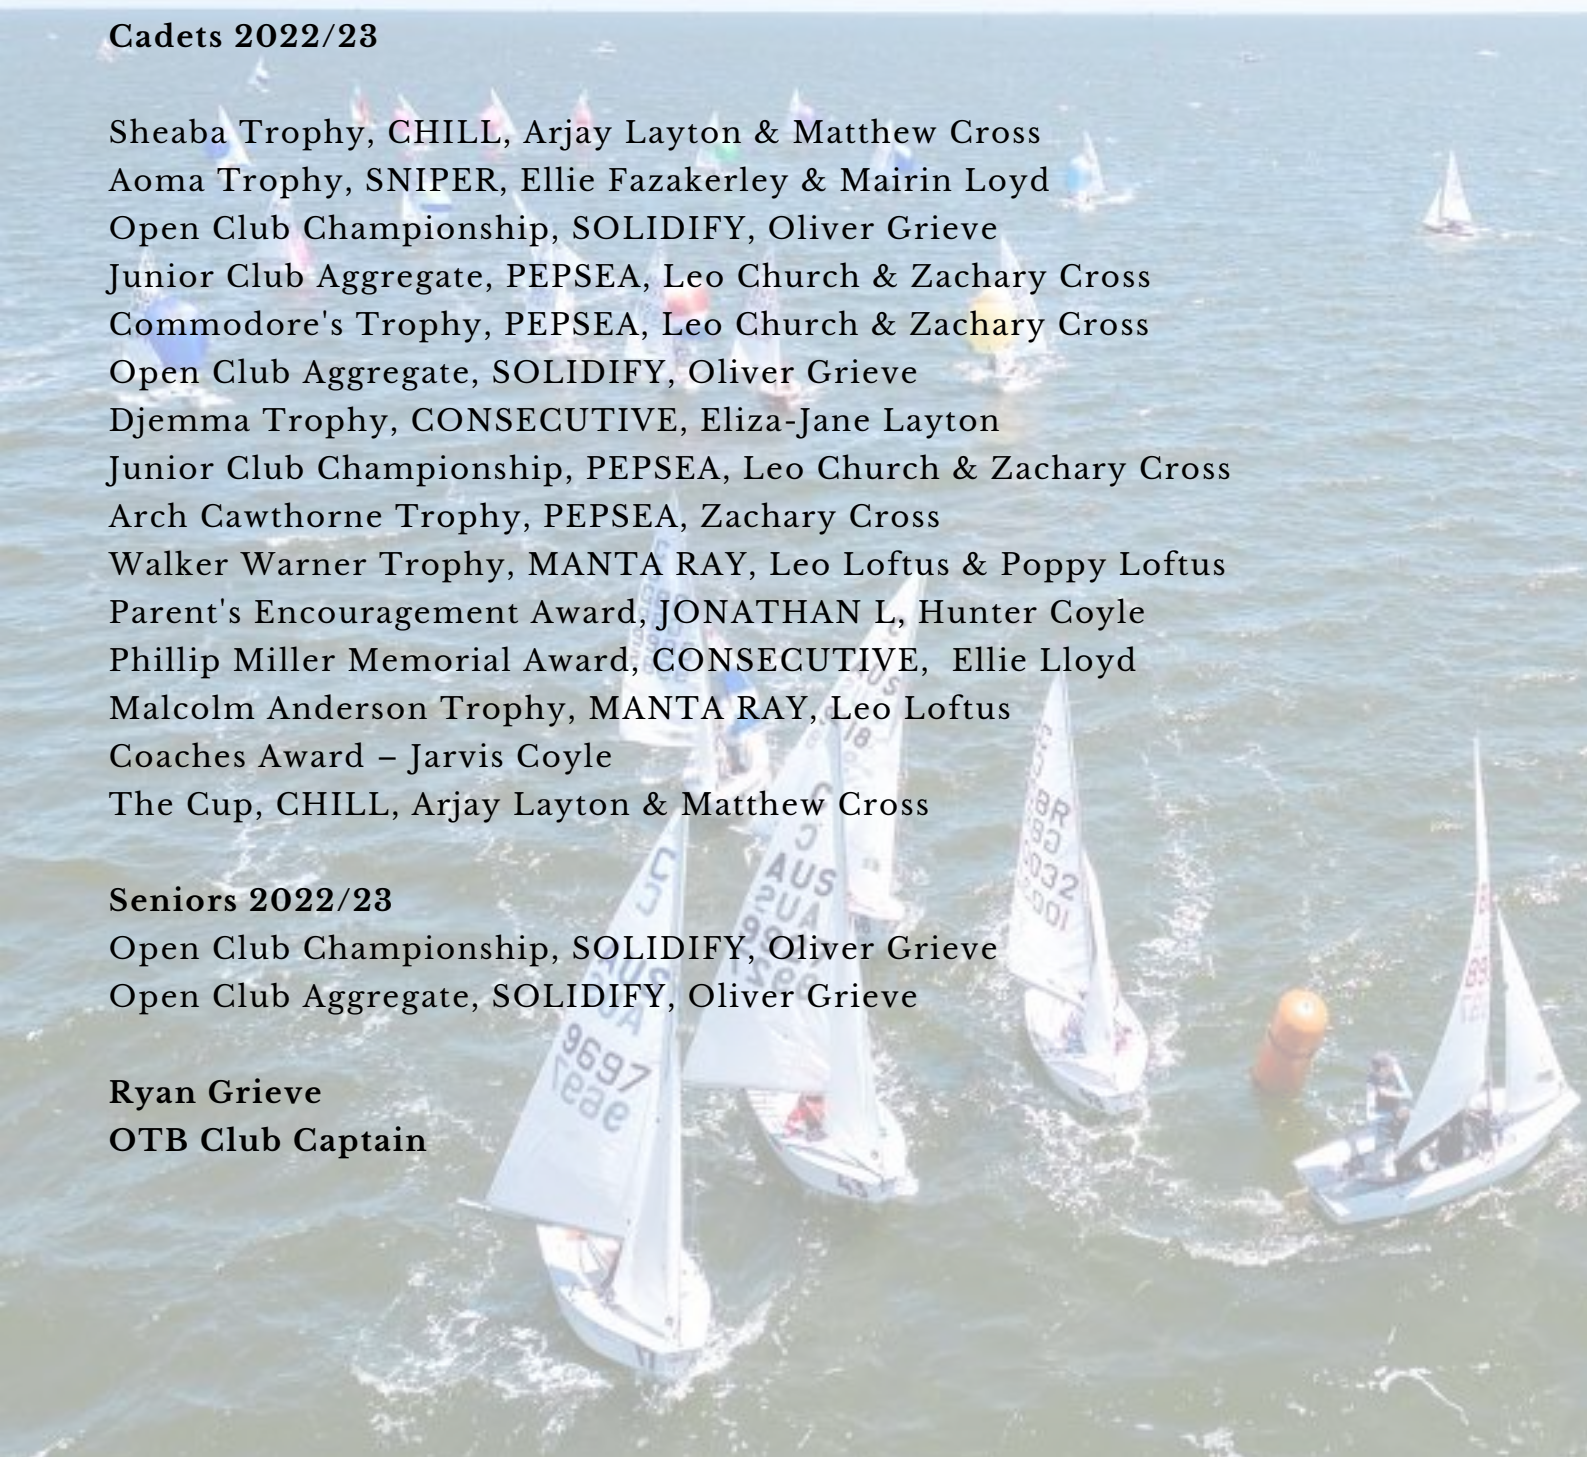 Cadets 2022/23
Sheaba Trophy, CHILL, Arjay Layton & Matthew Cross
Aoma Trophy, SNIPER, Ellie Fazakerley & Mairin Loyd
Open Club Championship, SOLIDIFY, Oliver Grieve
Junior Club Aggregate, PEPSEA, Leo Church & Zachary Cross
Commodore's Trophy, PEPSEA, Leo Church & Zachary Cross
Open Club Aggregate, SOLIDIFY, Oliver Grieve
Djemma Trophy, CONSECUTIVE, Eliza-Jane Layton
Junior Club Championship, PEPSEA, Leo Church & Zachary Cross
Arch Cawthorne Trophy, PEPSEA, Zachary Cross
Walker Warner Trophy, MANTA RAY, Leo Loftus & Poppy Loftus
Parent's Encouragement Award, JONATHAN L, Hunter Coyle
Phillip Miller Memorial Award, CONSECUTIVE,  Ellie Lloyd
Malcolm Anderson Trophy, MANTA RAY, Leo Loftus
Coaches Award – Jarvis Coyle
The Cup, CHILL, Arjay Layton & Matthew Cross
Seniors 2022/23
Open Club Championship, SOLIDIFY, Oliver Grieve
Open Club Aggregate, SOLIDIFY, Oliver Grieve
Ryan Grieve
OTB Club Captain
C
AUS
AUS
9697